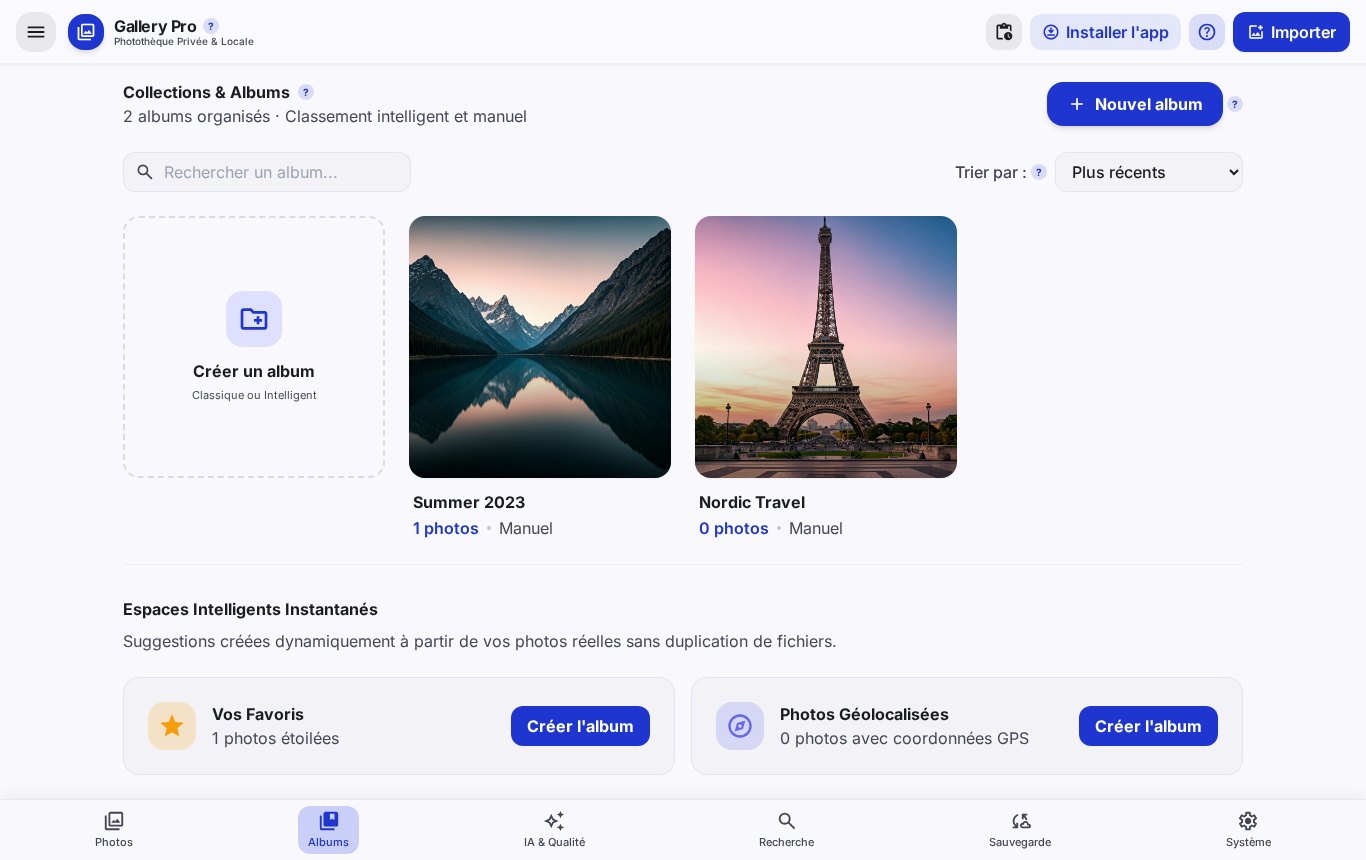 Gallery Pro ?
Photothèque Privée & Locale
Installer l'app
Importer
Collections & Albums ?
2 albums organisés · Classement intelligent et manuel
Nouvel album ?
Rechercher un album...
Trier par : ?
Plus récents
Créer un album
Classique ou Intelligent
Summer 2023
1 photos • Manuel
Nordic Travel
0 photos • Manuel
Espaces Intelligents Instantanés
Suggestions créées dynamiquement à partir de vos photos réelles sans duplication de fichiers.
Vos Favoris
1 photos étoilées
Créer l'album
Photos Géolocalisées
0 photos avec coordonnées GPS
Créer l'album
Photos
Albums
IA & Qualité
Recherche
Sauvegarde
Système